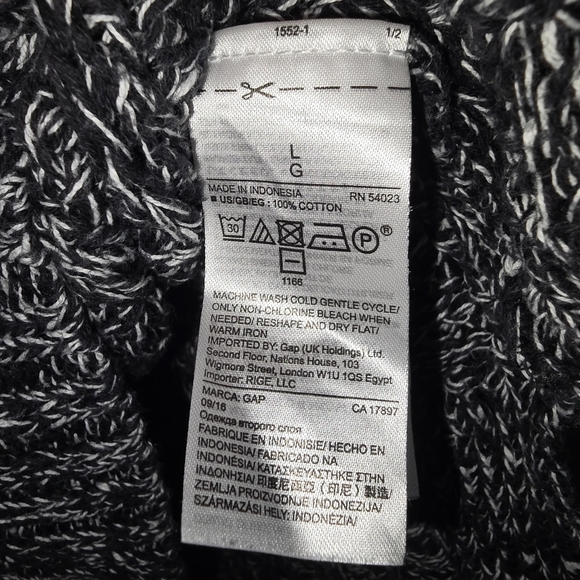 1552-1 1/2
L
G
MADE IN INDONESIA RN 54023
■ US/GB/EG : 100% COTTON
30 P ®
1166
MACHINE WASH COLD GENTLE CYCLE/
ONLY NON-CHLORINE BLEACH WHEN
NEEDED/ RESHAPE AND DRY FLAT/
WARM IRON
IMPORTED BY: Gap (UK Holdings) Ltd.
Second Floor, Nations House, 103
Wigmore Street, London W1U 1QS Egypt
Importer: RIGE, LLC
MARCA: GAP CA 17897
09/16
Одежда второго слоя
FABRIQUE EN INDONISIE/ HECHO EN
INDONESIA/ FABRICADO NA
INDONÉSIA/ ΚΑΤΑΣΚΕΥΑΣΤΗΚΕ ΣΤΗΝ
ΙΝΔΟΝΗΣΙΑ/ 印度尼西亞（印尼）製造/
ZEMLJA PROIZVODNJE INDONEZIJA/
SZÁRMAZÁSI HELY: INDONÉZIA/